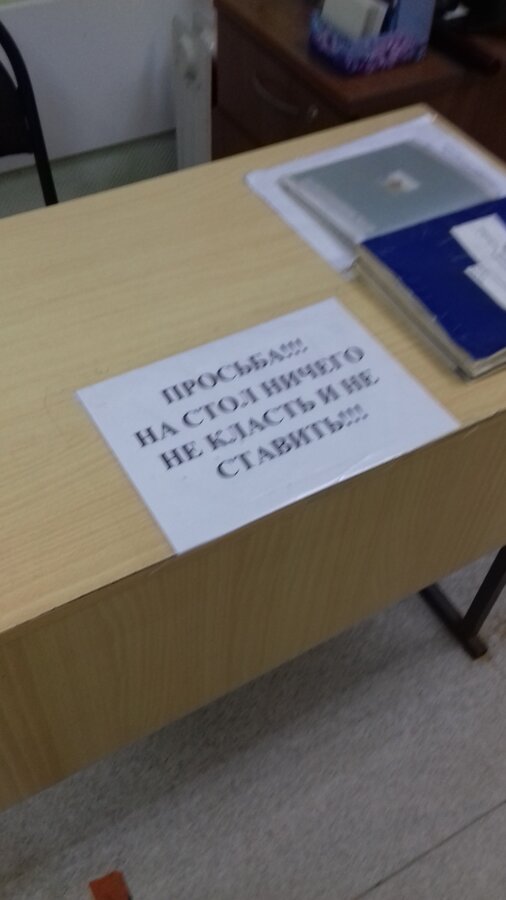 ПРОСЬБА!!!
НА СТОЛ НИЧЕГО
НЕ КЛАСТЬ И НЕ
СТАВИТЬ!!!